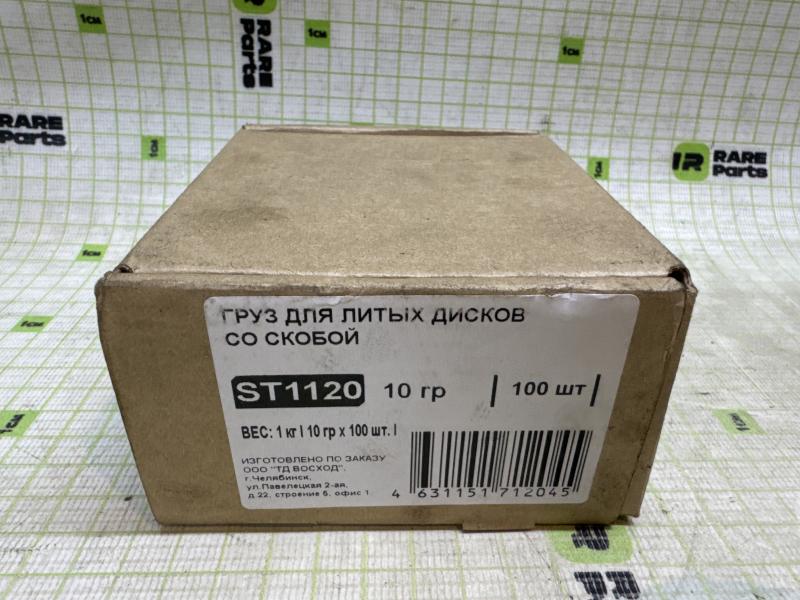 1см
RARE
Parts
1см
1см
RARE
Parts
1см
1см
RARE
Parts
1см
1см
1см
1см
ГРУЗ ДЛЯ ЛИТЫХ ДИСКОВ
СО СКОБОЙ
ST1120 10 гр | 100 шт |
ВЕС: 1 кг | 10 гр х 100 шт. |
ИЗГОТОВЛЕНО ПО ЗАКАЗУ
ООО "ТД ВОСХОД".
г.Челябинск,
ул.Павелецкая 2-ая,
д.22, строение 5, офис 1
4 631151 712045